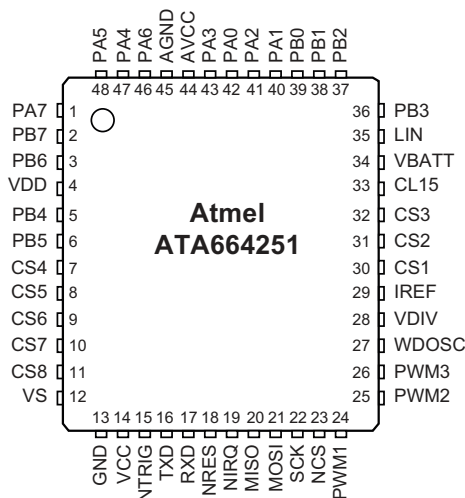 PA5 PA4 PA6 AGND AVCC PA3 PA0 PA2 PA1 PB0 PB1 PB2
48 47 46 45 44 43 42 41 40 39 38 37
PA7 1
PB7 2
PB6 3
VDD 4
PB4 5
PB5 6
CS4 7
CS5 8
CS6 9
CS7 10
CS8 11
VS 12
Atmel
ATA664251
36 PB3
35 LIN
34 VBATT
33 CL15
32 CS3
31 CS2
30 CS1
29 IREF
28 VDIV
27 WDOSC
26 PWM3
25 PWM2
13 14 15 16 17 18 19 20 21 22 23 24
GND VCC NTRIG TXD RXD NRES NIRQ MISO MOSI SCK NCS PWM1